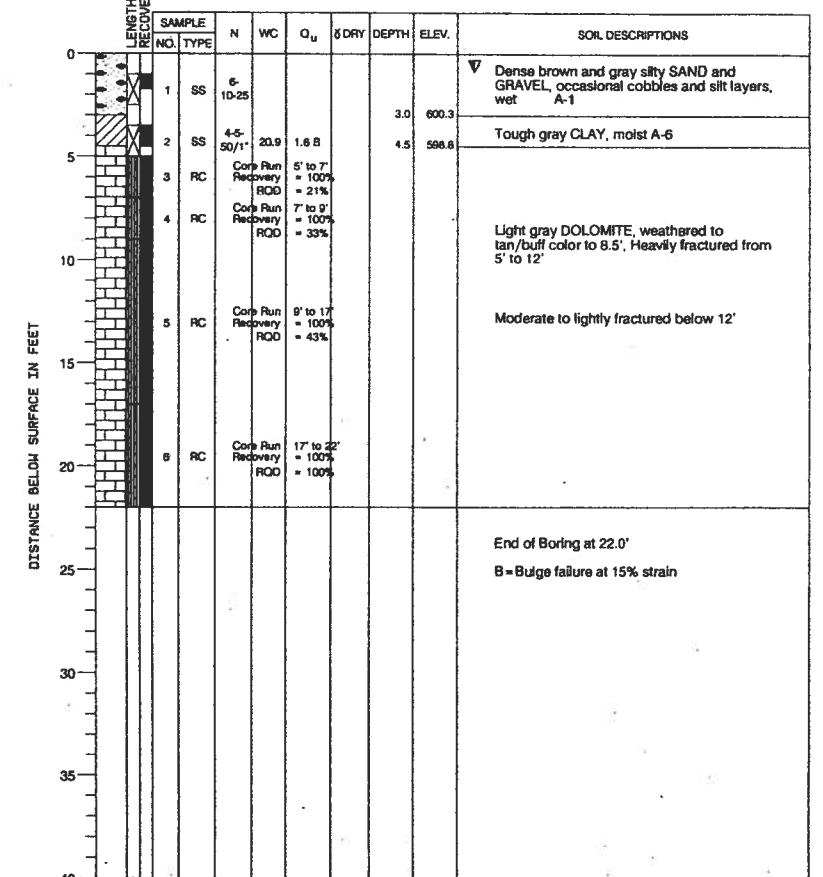 LENGTH
RECOVE
SAMPLE
NO. TYPE N WC Qu γ DRY DEPTH ELEV. SOIL DESCRIPTIONS
DISTANCE BELOW SURFACE IN FEET
0
5
10
15
20
25
30
35
40
1 SS 6-
10-25
Dense brown and gray silty SAND and
GRAVEL, occasional cobbles and silt layers,
wet A-1
3.0 600.3
2 SS 4-5-
50/1" 20.9 1.6 B
Tough gray CLAY, moist A-6
4.5 598.8
3 RC
Core Run 5' to 7'
Recovery = 100%
RQD = 21%
4 RC
Core Run 7' to 9'
Recovery = 100%
RQD = 33%
Light gray DOLOMITE, weathered to
tan/buff color to 8.5', Heavily fractured from
5' to 12'
5 RC
Core Run 9' to 17'
Recovery = 100%
RQD = 43%
Moderate to lightly fractured below 12'
6 RC
Core Run 17' to 22'
Recovery = 100%
RQD = 100%
End of Boring at 22.0'
B = Bulge failure at 15% strain